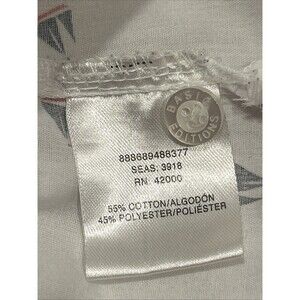 BASIC
EDITIONS
888689488377
SEAS: 3918
RN: 42000
55% COTTON/ALGODÓN
45% POLYESTER/POLIÉSTER